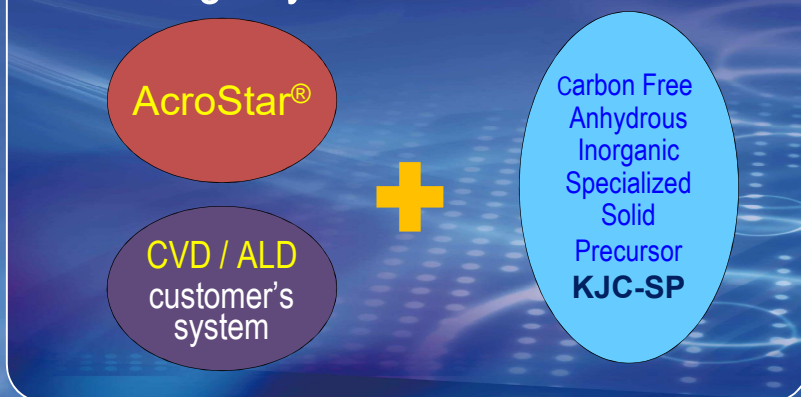 AcroStar®
CVD / ALD
customer's
system
Carbon Free
Anhydrous
Inorganic
Specialized
Solid
Precursor
KJC-SP